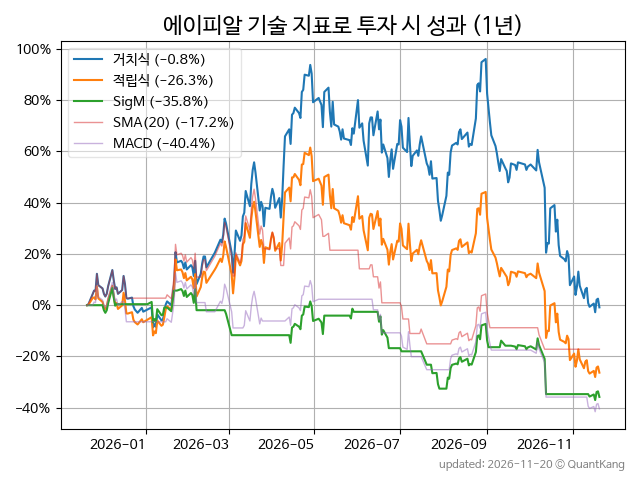 에이피알 기술 지표로 투자 시 성과 (1년)
거치식 (−0.8%)
적립식 (−26.3%)
SigM (−35.8%)
SMA(20) (−17.2%)
MACD (−40.4%)
100%
80%
60%
40%
20%
0%
−20%
−40%
2026-01 2026-03 2026-05 2026-07 2026-09 2026-11
updated: 2026-11-20 © QuantKang